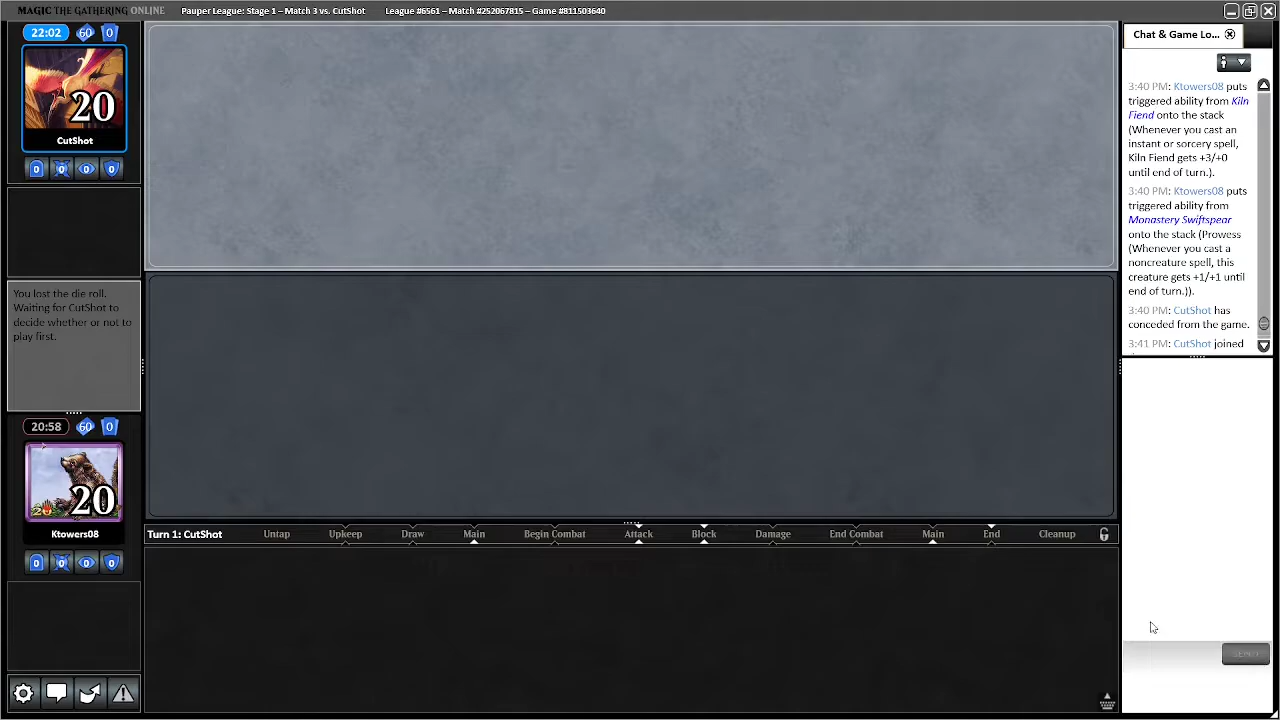 MAGIC THE GATHERING ONLINE Pauper League: Stage 1 – Match 3 vs. CutShot League #6561 – Match #252067815 – Game #811503640
22:02 60 0
20
CutShot
0 0 0 0
You lost the die roll.
Waiting for CutShot to
decide whether or not to
play first.
20:58 60 0
20
Ktowers08
0 0 0 0
Turn 1: CutShot Untap Upkeep Draw Main Begin Combat Attack Block Damage End Combat Main End Cleanup
Chat & Game Lo...
3:40 PM: Ktowers08 puts
triggered ability from Kiln
Fiend onto the stack
(Whenever you cast an
instant or sorcery spell,
Kiln Fiend gets +3/+0
until end of turn.).
3:40 PM: Ktowers08 puts
triggered ability from
Monastery Swiftspear
onto the stack (Prowess
(Whenever you cast a
noncreature spell, this
creature gets +1/+1 until
end of turn.)).
3:40 PM: CutShot has
conceded from the game.
3:41 PM: CutShot joined
SEND